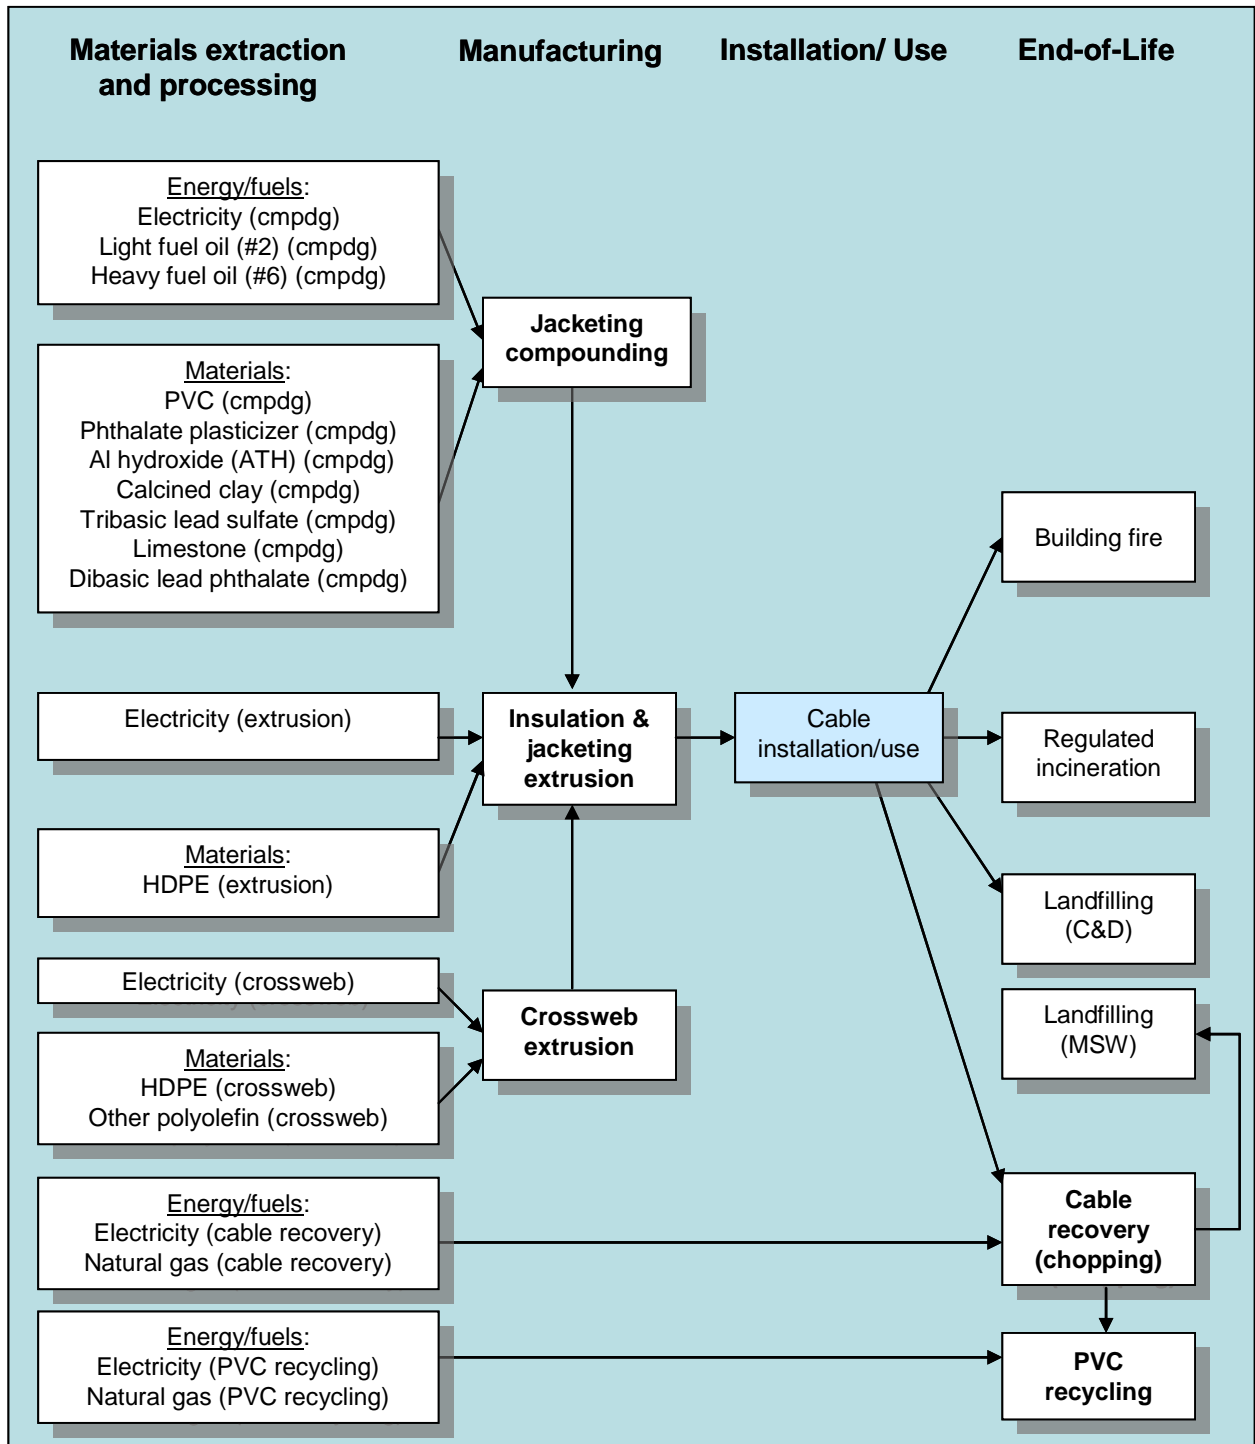 Materials extraction
and processing
Manufacturing
Installation/ Use
End-of-Life
Energy/fuels:
Electricity (cmpdg)
Light fuel oil (#2) (cmpdg)
Heavy fuel oil (#6) (cmpdg)
Jacketing
compounding
Materials:
PVC (cmpdg)
Phthalate plasticizer (cmpdg)
Al hydroxide (ATH) (cmpdg)
Calcined clay (cmpdg)
Tribasic lead sulfate (cmpdg)
Limestone (cmpdg)
Dibasic lead phthalate (cmpdg)
Building fire
Electricity (extrusion)
Insulation &
jacketing
extrusion
Cable
installation/use
Regulated
incineration
Materials:
HDPE (extrusion)
Landfilling
(C&D)
Electricity (crossweb)
Crossweb
extrusion
Landfilling
(MSW)
Materials:
HDPE (crossweb)
Other polyolefin (crossweb)
Energy/fuels:
Electricity (cable recovery)
Natural gas (cable recovery)
Cable
recovery
(chopping)
Energy/fuels:
Electricity (PVC recycling)
Natural gas (PVC recycling)
PVC
recycling